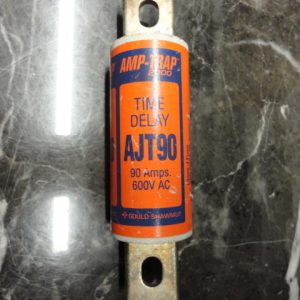 AMP-TRAP
2000
TIME
DELAY
AJT90
90 Amps.
600V AC
GOULD SHAWMUT